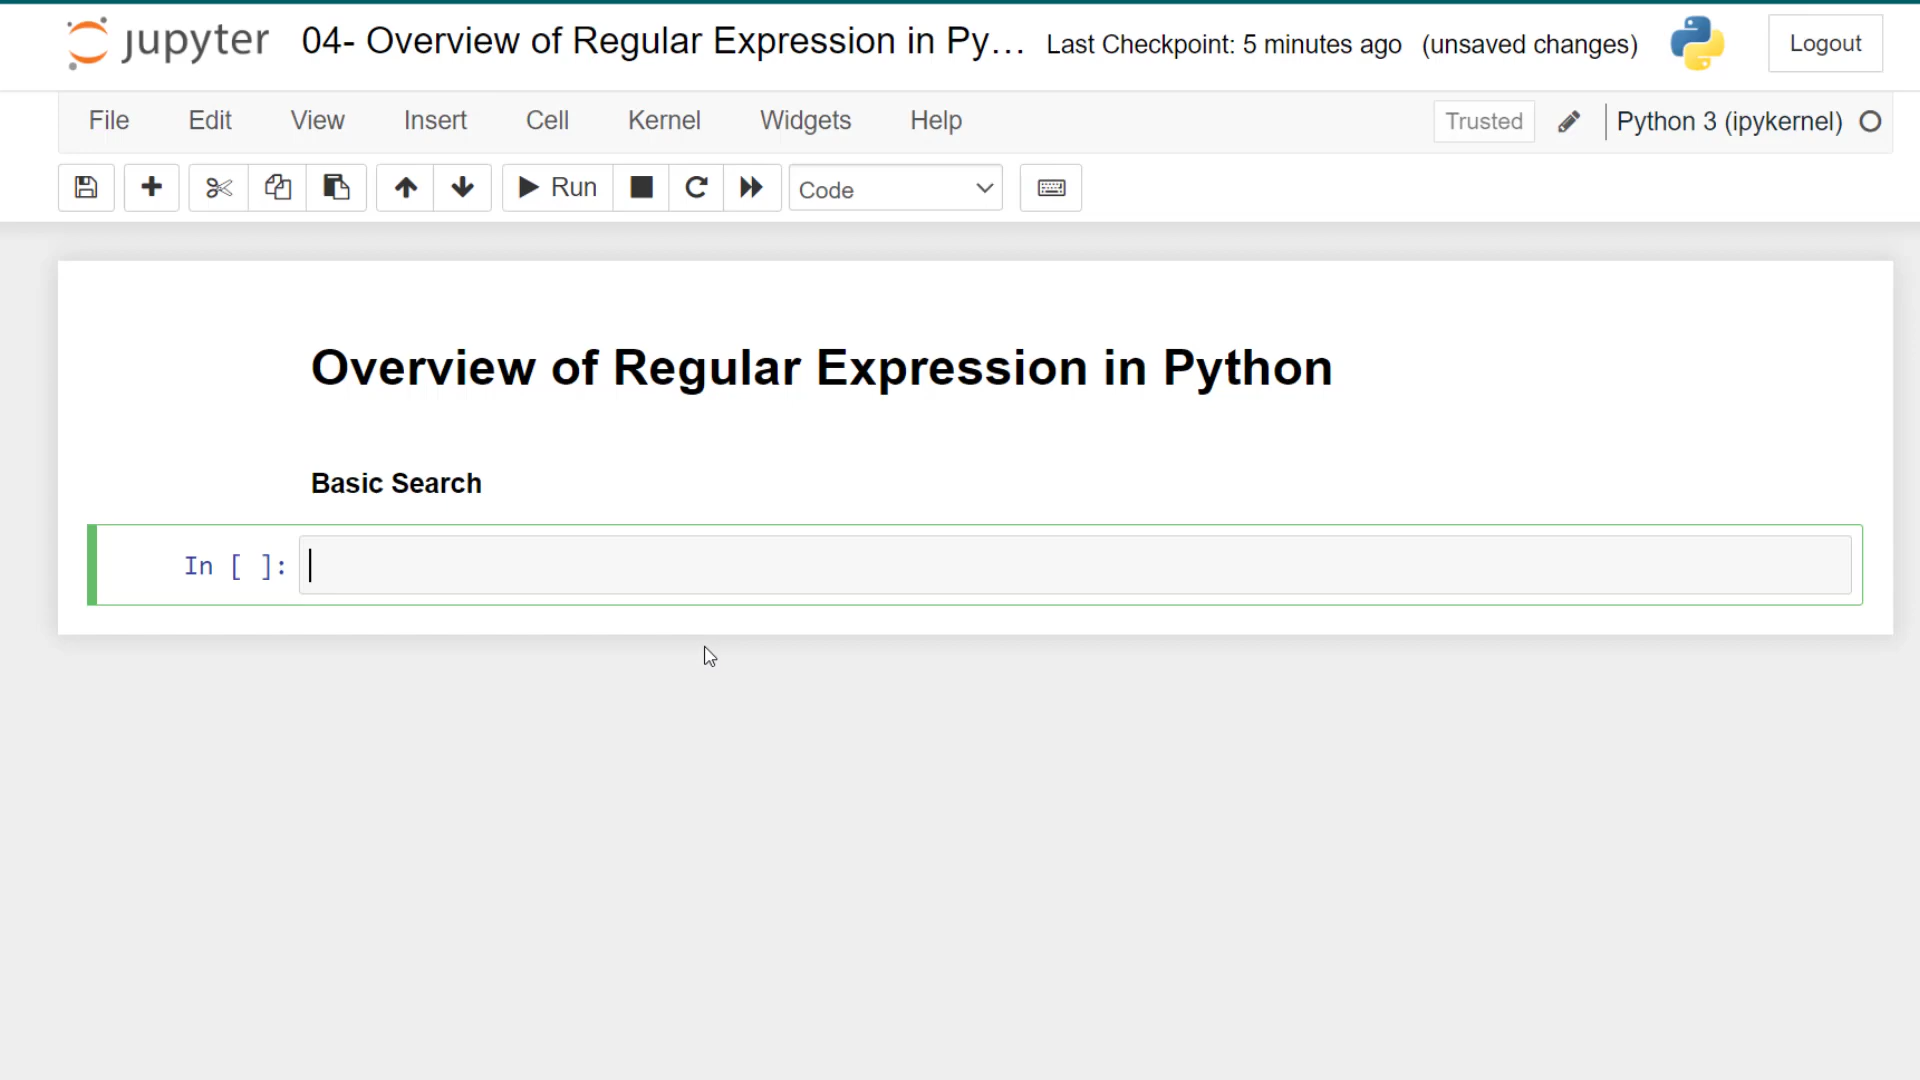 jupyter 04- Overview of Regular Expression in Py... Last Checkpoint: 5 minutes ago (unsaved changes) Logout
File Edit View Insert Cell Kernel Widgets Help Trusted Python 3 (ipykernel)
Run Code
Overview of Regular Expression in Python
Basic Search
In [ ]: